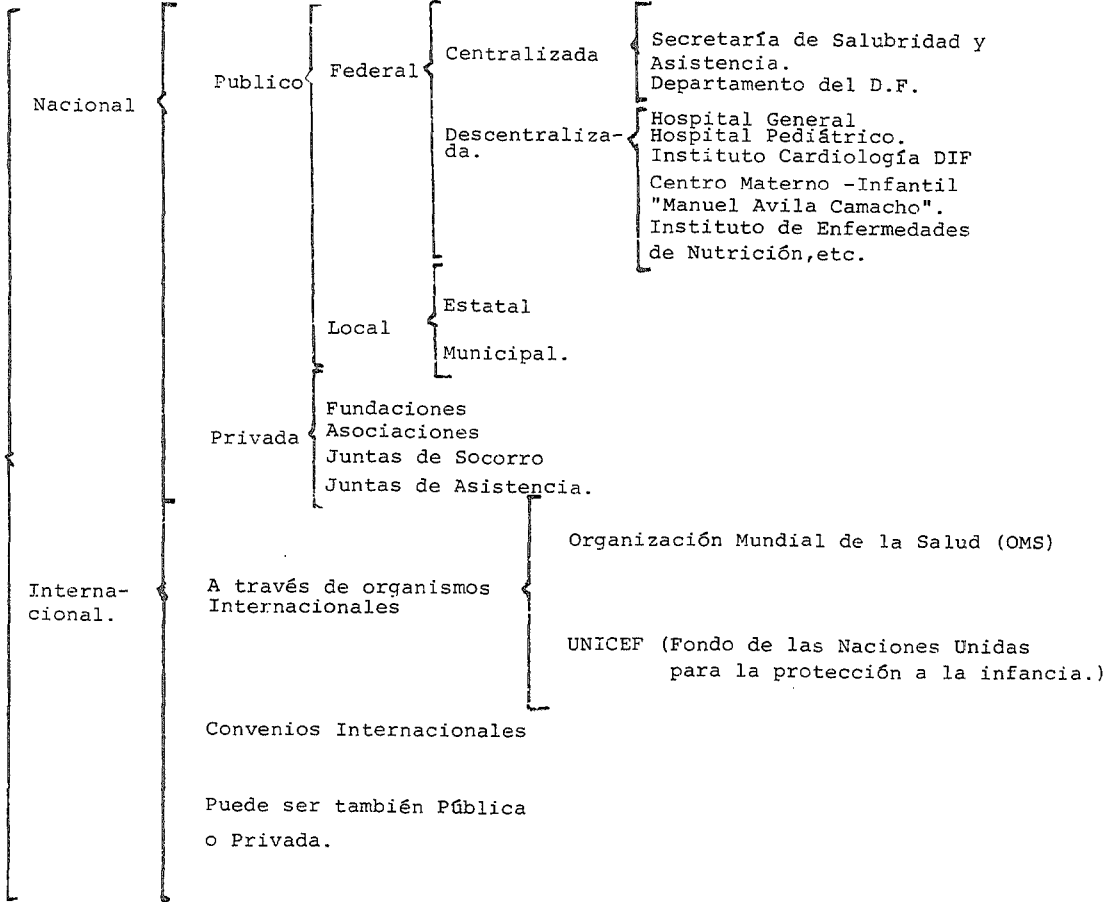 Nacional
Publico
Federal
Centralizada
Secretaría de Salubridad y
Asistencia.
Departamento del D.F.
Descentraliza-
da.
Hospital General
Hospital Pediátrico.
Instituto Cardiología DIF
Centro Materno -Infantil
"Manuel Avila Camacho".
Instituto de Enfermedades
de Nutrición,etc.
Local
Estatal
Municipal.
Privada
Fundaciones
Asociaciones
Juntas de Socorro
Juntas de Asistencia.
Interna-
cional.
A través de organismos
Internacionales
Organización Mundial de la Salud (OMS)
UNICEF (Fondo de las Naciones Unidas
para la protección a la infancia.)
Convenios Internacionales
Puede ser también Pública
o Privada.